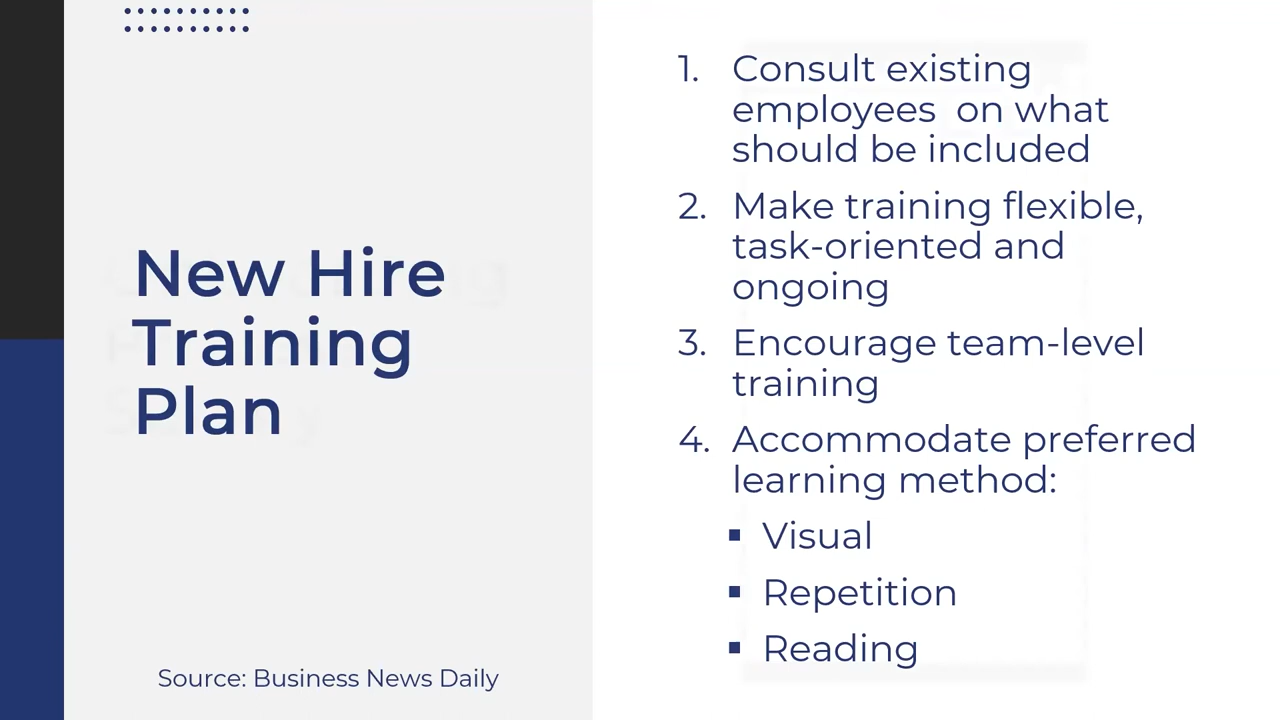 New Hire
Training
Plan
Source: Business News Daily
1. Consult existing
employees  on what
should be included
2. Make training flexible,
task-oriented and
ongoing
3. Encourage team-level
training
4. Accommodate preferred
learning method:
▪ Visual
▪ Repetition
▪ Reading